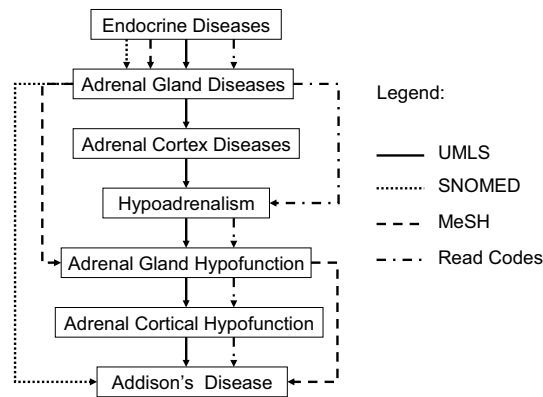 Endocrine Diseases
Adrenal Gland Diseases
Adrenal Cortex Diseases
Hypoadrenalism
Adrenal Gland Hypofunction
Adrenal Cortical Hypofunction
Addison's Disease
Legend:
UMLS
SNOMED
MeSH
Read Codes